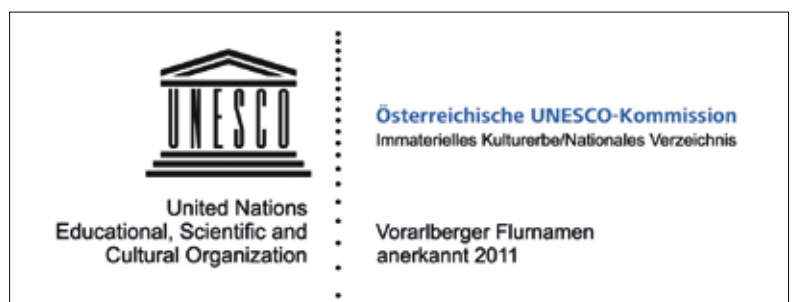 UNESCO
United Nations
Educational, Scientific and
Cultural Organization
Österreichische UNESCO-Kommission
Immaterielles Kulturerbe/Nationales Verzeichnis
Vorarlberger Flurnamen
anerkannt 2011